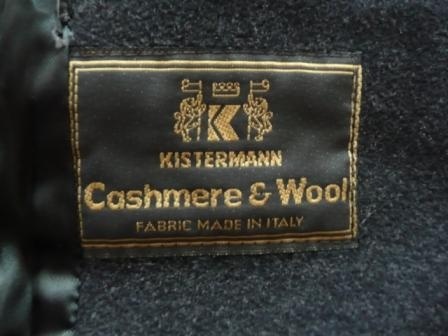 K
KISTERMANN
Cashmere & Wool
FABRIC MADE IN ITALY